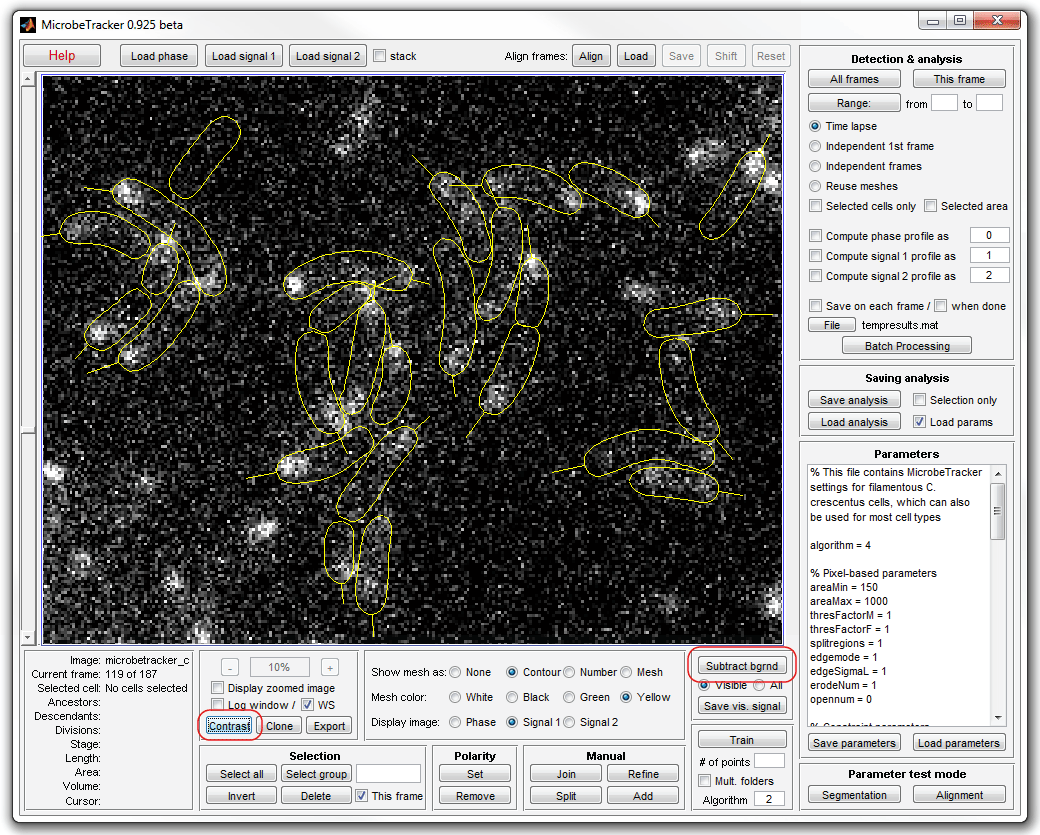 MicrobeTracker 0.925 beta
Help Load phase Load signal 1 Load signal 2 stack Align frames: Align Load Save Shift Reset
Detection & analysis
All frames This frame
Range: from to
Time lapse
Independent 1st frame
Independent frames
Reuse meshes
Selected cells only Selected area
Compute phase profile as 0
Compute signal 1 profile as 1
Compute signal 2 profile as 2
Save on each frame / when done
File tempresults.mat
Batch Processing
Saving analysis
Save analysis Selection only
Load analysis Load params
Parameters
% This file contains MicrobeTracker
settings for filamentous C.
crescentus cells, which can also
be used for most cell types
algorithm = 4
% Pixel-based parameters
areaMin = 150
areaMax = 1000
thresFactorM = 1
thresFactorF = 1
splitregions = 1
edgemode = 1
edgeSigmaL = 1
erodeNum = 1
opennum = 0
% Constraint parameters
Save parameters Load parameters
Parameter test mode
Segmentation Alignment
Image: microbetracker_c
Current frame: 119 of 187
Selected cell: No cells selected
Ancestors:
Descendants:
Divisions:
Stage:
Length:
Area:
Volume:
Cursor:
- 10% +
Display zoomed image
Log window / WS
Contrast Clone Export
Show mesh as: None Contour Number Mesh
Mesh color: White Black Green Yellow
Display image: Phase Signal 1 Signal 2
Subtract bgrnd
Visible All
Save vis. signal
Selection
Select all Select group
Invert Delete This frame
Polarity
Set
Remove
Manual
Join Refine
Split Add
Train
# of points
Mult. folders
Algorithm 2